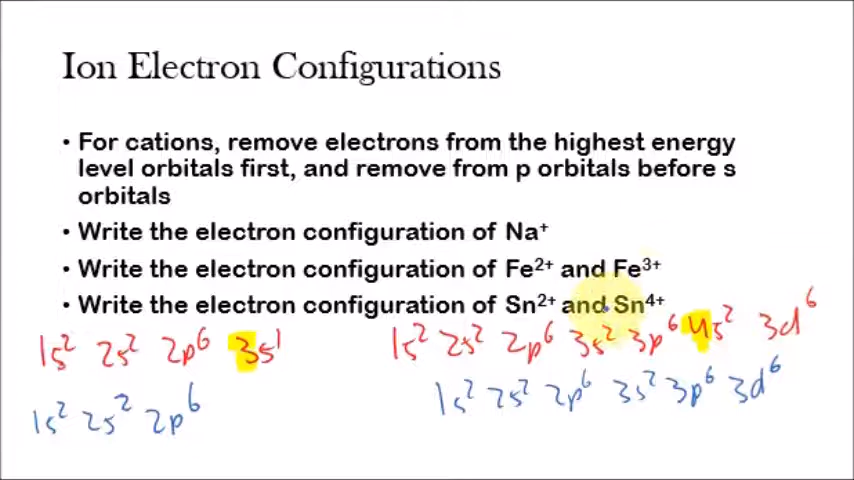 Ion Electron Configurations
• For cations, remove electrons from the highest energy
level orbitals first, and remove from p orbitals before s
orbitals
• Write the electron configuration of Na⁺
• Write the electron configuration of Fe²⁺ and Fe³⁺
• Write the electron configuration of Sn²⁺ and Sn⁴⁺
1s² 2s² 2p⁶ 3s¹
1s² 2s² 2p⁶ 3s² 3p⁶ 4s² 3d⁶
1s² 2s² 2p⁶
1s² 2s² 2p⁶ 3s² 3p⁶ 3d⁶